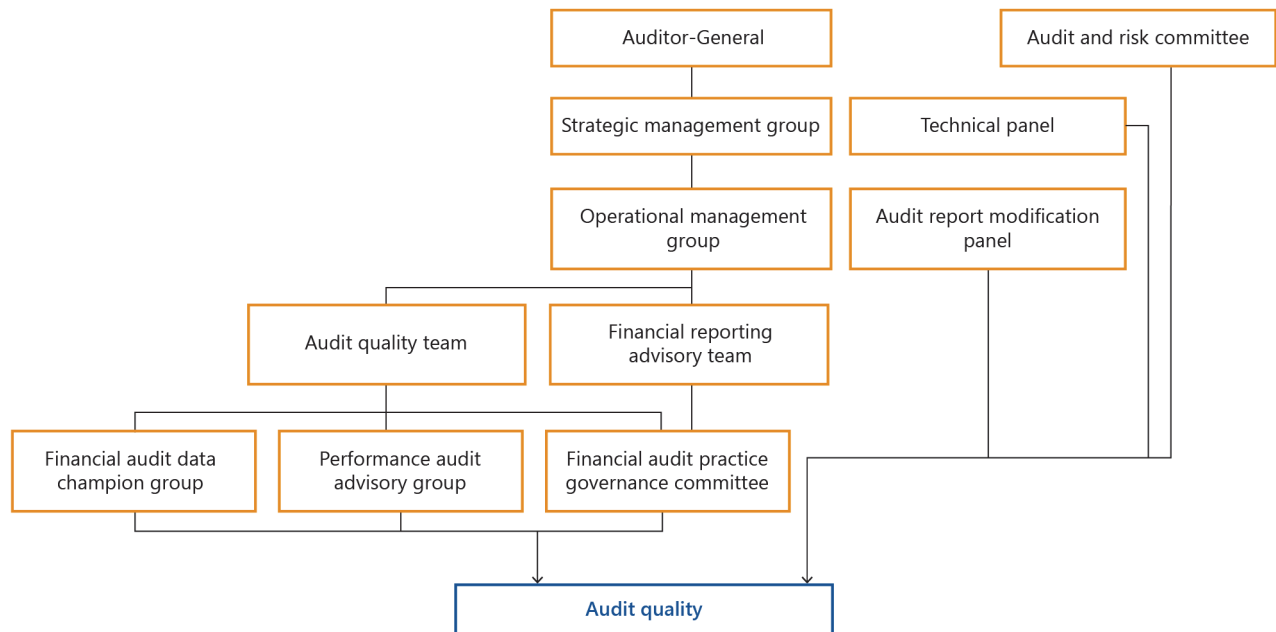 Auditor-General
Audit and risk committee
Strategic management group
Technical panel
Operational management
group
Audit report modification
panel
Audit quality team
Financial reporting
advisory team
Financial audit data
champion group
Performance audit
advisory group
Financial audit practice
governance committee
Audit quality